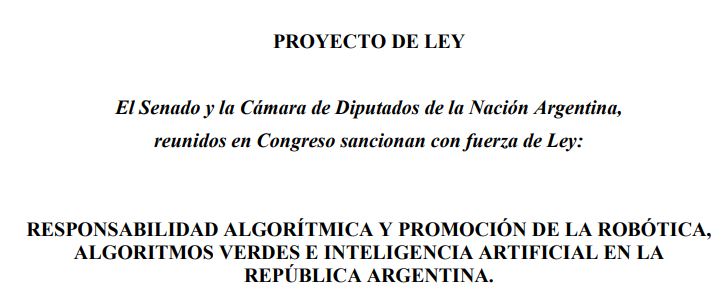 PROYECTO DE LEY
El Senado y la Cámara de Diputados de la Nación Argentina,
reunidos en Congreso sancionan con fuerza de Ley:
RESPONSABILIDAD ALGORÍTMICA Y PROMOCIÓN DE LA ROBÓTICA,
ALGORITMOS VERDES E INTELIGENCIA ARTIFICIAL EN LA
REPÚBLICA ARGENTINA.